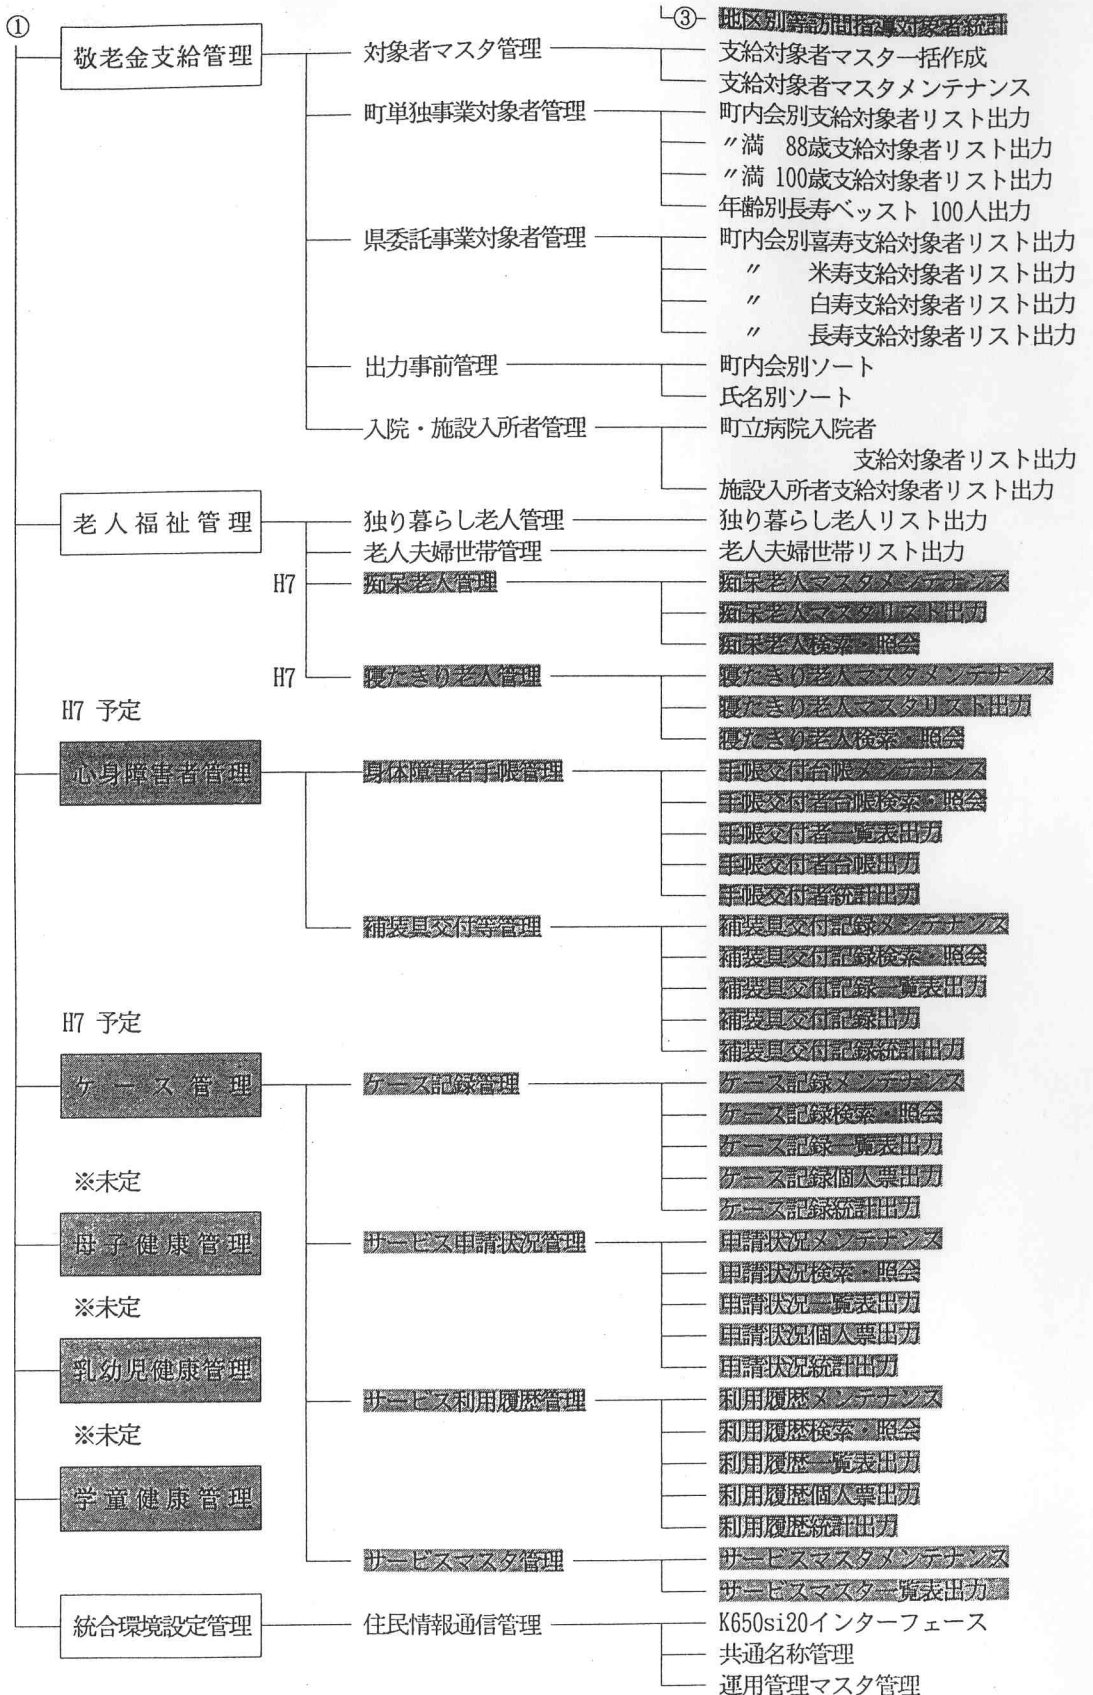 ①
③ 地区別等訪問指導対象者統計
敬老金支給管理
対象者マスタ管理
支給対象者マスター括作成
支給対象者マスタメンテナンス
町単独事業対象者管理
町内会別支給対象者リスト出力
〃満 88歳支給対象者リスト出力
〃満 100歳支給対象者リスト出力
年齢別長寿ベッスト 100人出力
県委託事業対象者管理
町内会別喜寿支給対象者リスト出力
〃 米寿支給対象者リスト出力
〃 白寿支給対象者リスト出力
〃 長寿支給対象者リスト出力
出力事前管理
町内会別ソート
氏名別ソート
入院・施設入所者管理
町立病院入院者
支給対象者リスト出力
施設入所者支給対象者リスト出力
老人福祉管理
独り暮らし老人管理
独り暮らし老人リスト出力
老人夫婦世帯管理
老人夫婦世帯リスト出力
H7
痴呆老人管理
痴呆老人マスタメンテナンス
痴呆老人マスタリスト出力
痴呆老人検索・照会
H7
寝たきり老人管理
寝たきり老人マスタメンテナンス
寝たきり老人マスタリスト出力
寝たきり老人検索・照会
H7 予定
心身障害者管理
身体障害者手帳管理
手帳交付台帳メンテナンス
手帳交付者台帳検索・照会
手帳交付者一覧表出力
手帳交付者台帳出力
手帳交付者統計出力
補装具交付等管理
補装具交付記録メンテナンス
補装具交付記録検索・照会
補装具交付記録一覧表出力
補装具交付記録出力
補装具交付記録統計出力
H7 予定
ケース管理
ケース記録管理
ケース記録メンテナンス
ケース記録検索・照会
ケース記録一覧表出力
ケース記録個人票出力
ケース記録統計出力
サービス申請状況管理
申請状況メンテナンス
申請状況検索・照会
申請状況一覧表出力
申請状況個人票出力
申請状況統計出力
サービス利用履歴管理
利用履歴メンテナンス
利用履歴検索・照会
利用履歴一覧表出力
利用履歴個人票出力
利用履歴統計出力
サービスマスタ管理
サービスマスタメンテナンス
サービスマスター覧表出力
※未定
母子健康管理
※未定
乳幼児健康管理
※未定
学童健康管理
統合環境設定管理
住民情報通信管理
K650si20インターフェース
共通名称管理
運用管理マスタ管理